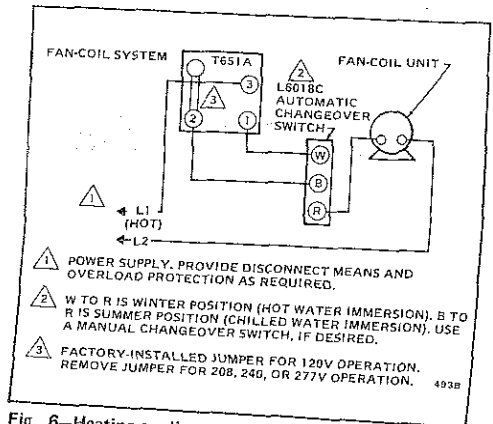 FAN-COIL SYSTEM
T651A
3
3
2
1
2
L6018C
AUTOMATIC
CHANGEOVER
SWITCH
FAN-COIL UNIT
W
B
R
1
L1
(HOT)
L2
1 POWER SUPPLY. PROVIDE DISCONNECT MEANS AND
OVERLOAD PROTECTION AS REQUIRED.
2 W TO R IS WINTER POSITION (HOT WATER IMMERSION). B TO
R IS SUMMER POSITION (CHILLED WATER IMMERSION). USE
A MANUAL CHANGEOVER SWITCH, IF DESIRED.
3 FACTORY-INSTALLED JUMPER FOR 120V OPERATION.
REMOVE JUMPER FOR 208, 240, OR 277V OPERATION.
493B
Fig. 6—Heating